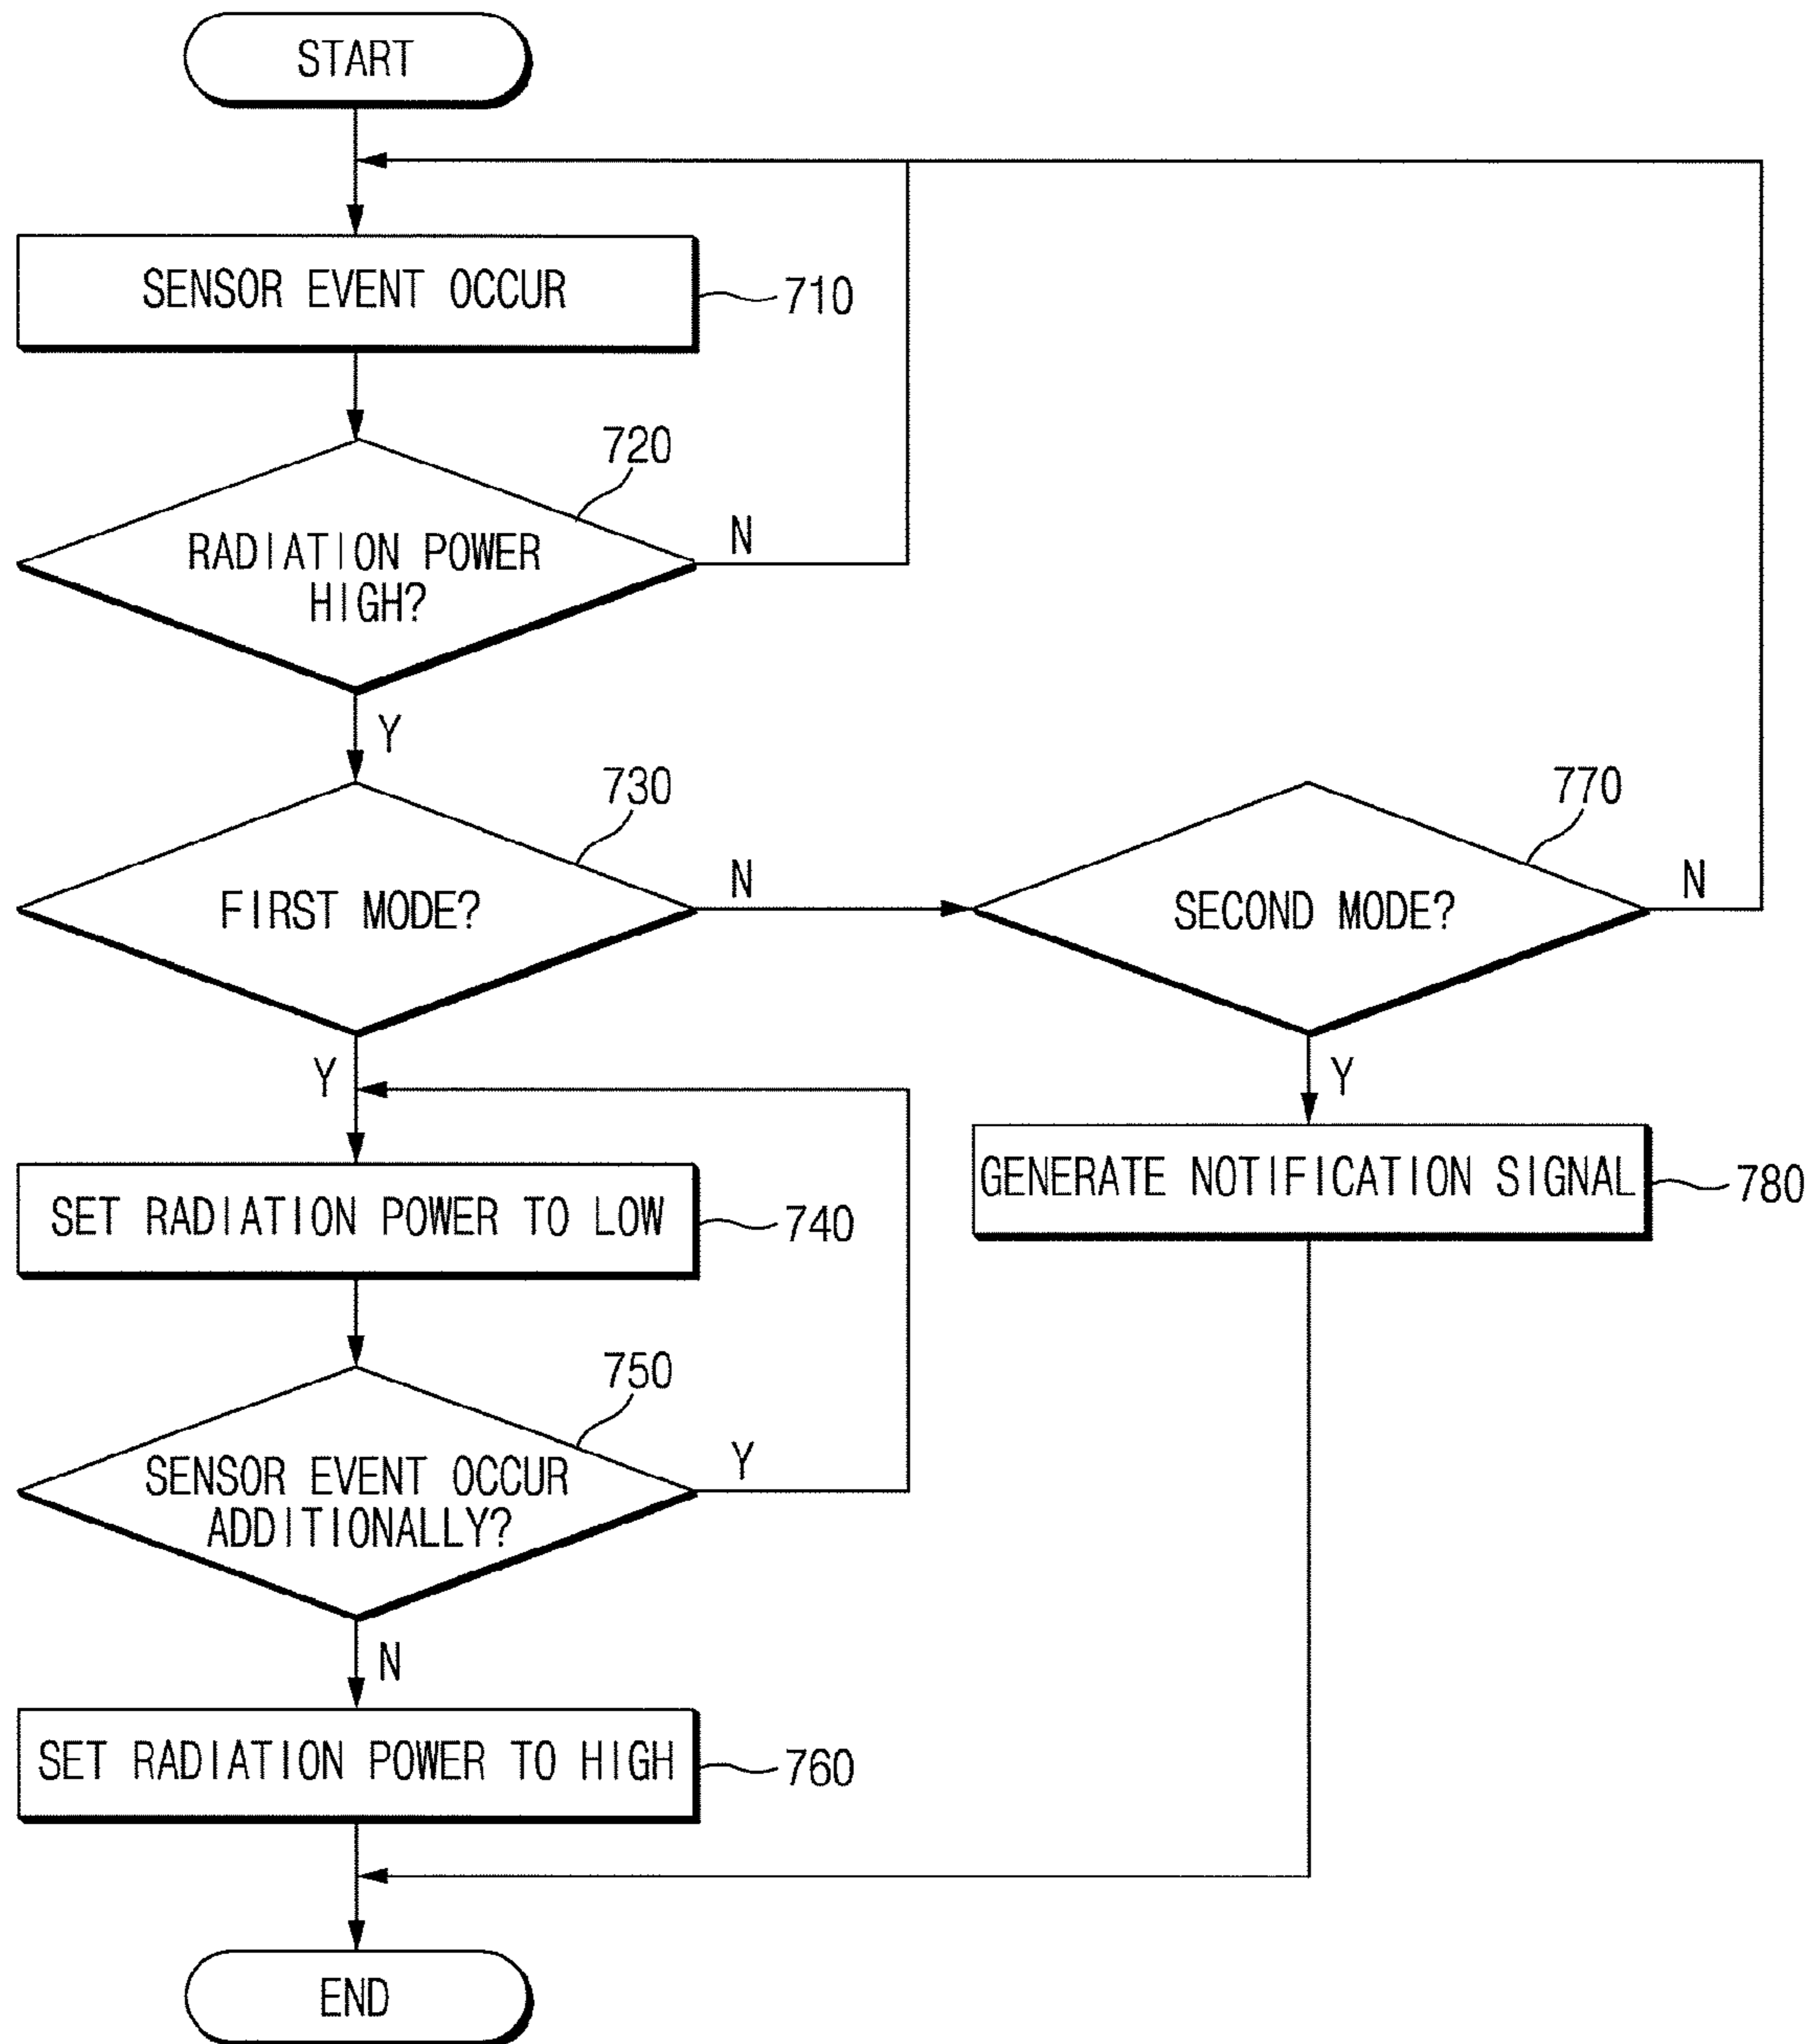 START
SENSOR EVENT OCCUR
710
720
RADIATION POWER
HIGH?
N
Y
730
FIRST MODE?
N
770
SECOND MODE?
N
Y
Y
SET RADIATION POWER TO LOW
740
GENERATE NOTIFICATION SIGNAL
780
750
SENSOR EVENT OCCUR
ADDITIONALLY?
Y
N
SET RADIATION POWER TO HIGH
760
END